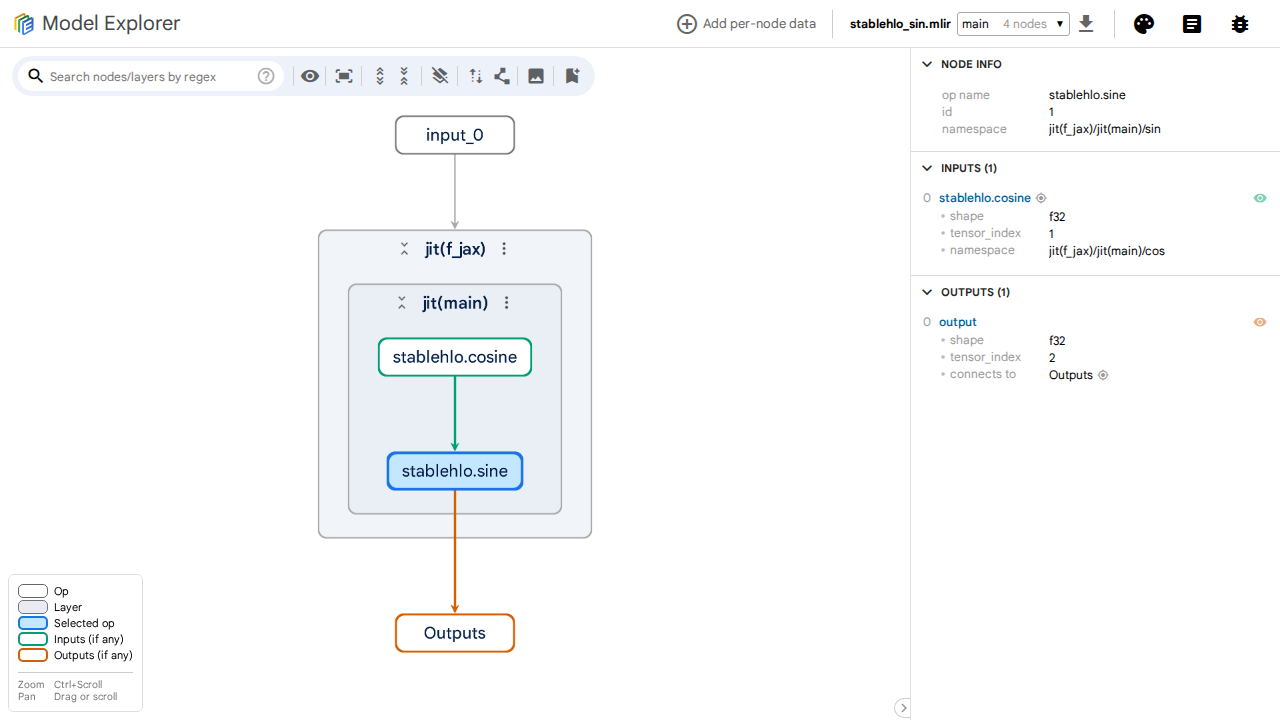 Model Explorer
Add per-node data
stablehlo_sin.mlir
main 4 nodes
Search nodes/layers by regex
input_0
jit(f_jax)
jit(main)
stablehlo.cosine
stablehlo.sine
Outputs
Op
Layer
Selected op
Inputs (if any)
Outputs (if any)
Zoom Ctrl+Scroll
Pan Drag or scroll
NODE INFO
op name stablehlo.sine
id 1
namespace jit(f_jax)/jit(main)/sin
INPUTS (1)
0 stablehlo.cosine
• shape f32
• tensor_index 1
• namespace jit(f_jax)/jit(main)/cos
OUTPUTS (1)
0 output
• shape f32
• tensor_index 2
• connects to Outputs